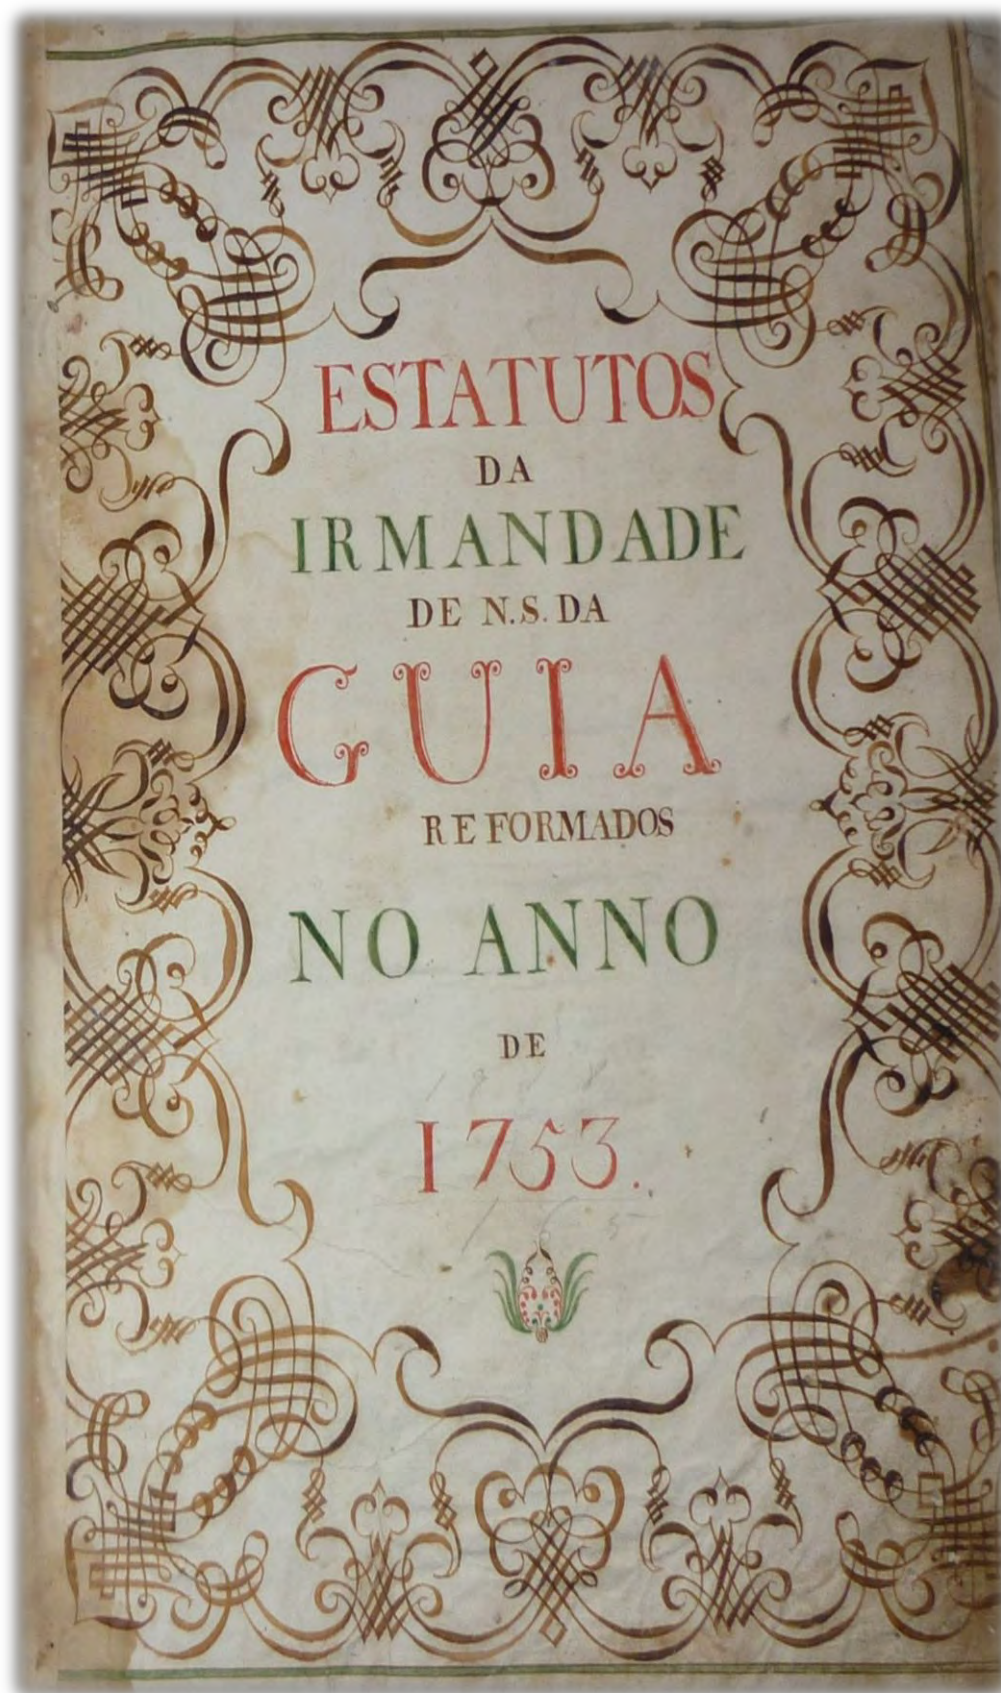 ESTATUTOS
DA
IRMANDADE
DE N.S. DA
GUIA
REFORMADOS
NO ANNO
DE
1753.